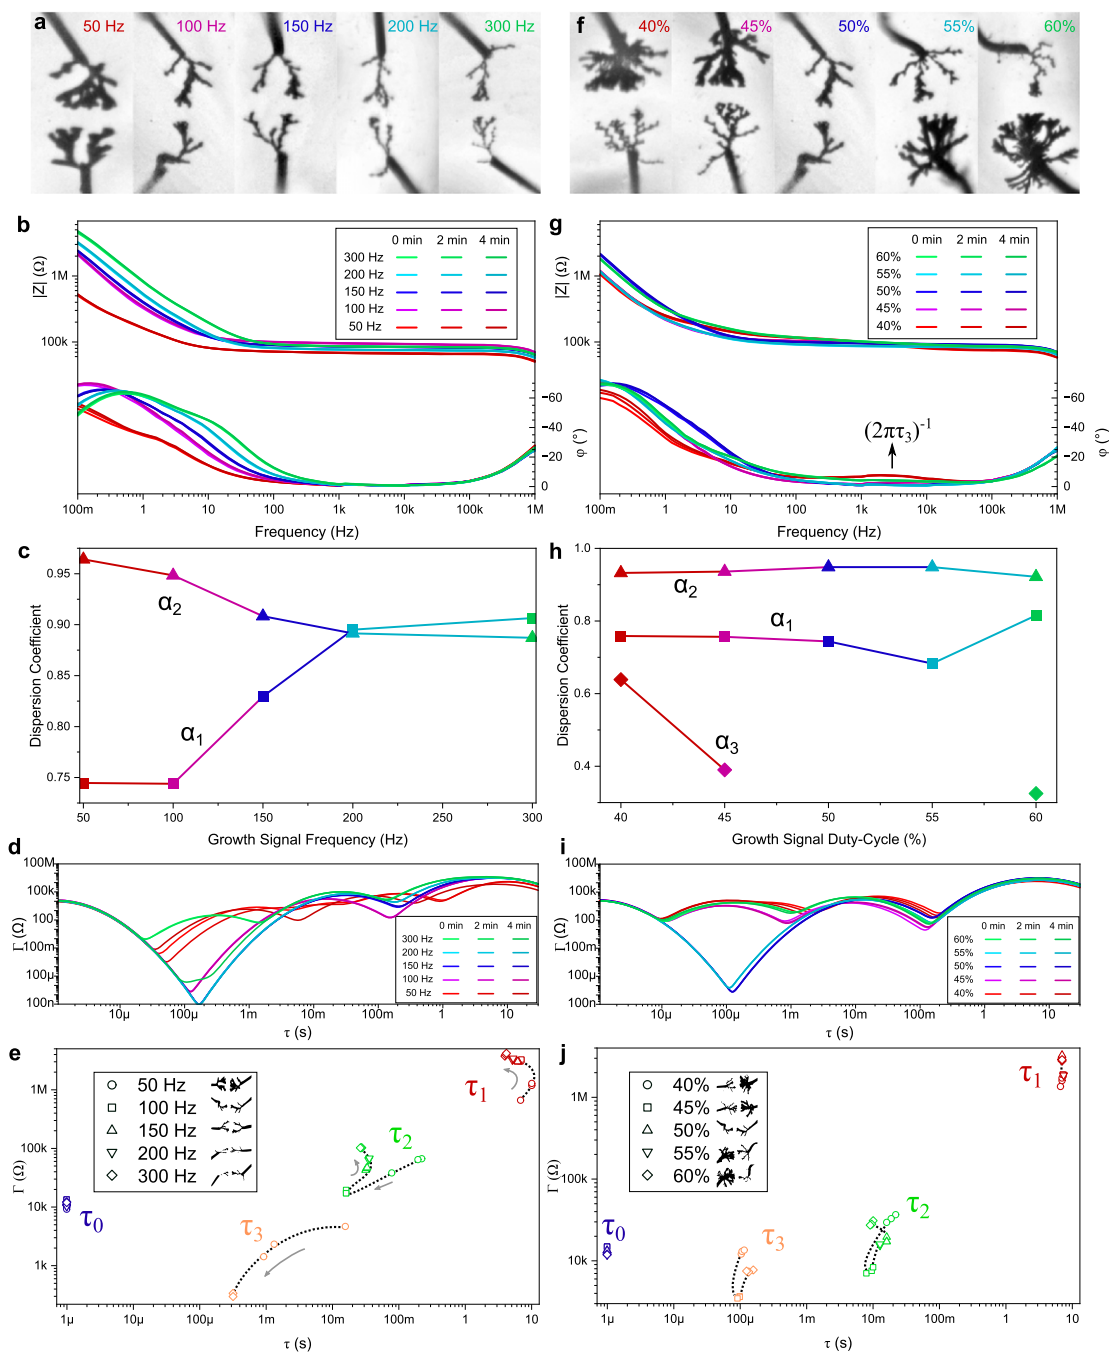 a 50 Hz 100 Hz 150 Hz 200 Hz 300 Hz
b
|Z| (Ω)
1M
100k
0 min 2 min 4 min
300 Hz
200 Hz
150 Hz
100 Hz
50 Hz
−60
−40
−20
0
φ (°)
100m 1 10 100 1k 10k 100k 1M
Frequency (Hz)
c
Dispersion Coefficient
0.95
0.90
0.85
0.80
0.75
α2
α1
50 100 150 200 250 300
Growth Signal Frequency (Hz)
d
Γ (Ω)
100M
100k
100
100m
100µ
100n
0 min 2 min 4 min
300 Hz
200 Hz
150 Hz
100 Hz
50 Hz
10µ 100µ 1m 10m 100m 1 10
τ (s)
e
Γ (Ω)
1M
100k
10k
1k
50 Hz
100 Hz
150 Hz
200 Hz
300 Hz
τ1
τ2
τ0
τ3
1µ 10µ 100µ 1m 10m 100m 1 10
τ (s)
f 40% 45% 50% 55% 60%
g
|Z| (Ω)
1M
100k
0 min 2 min 4 min
60%
55%
50%
45%
40%
(2πτ3)-1
−60
−40
−20
0
φ (°)
100m 1 10 100 1k 10k 100k 1M
Frequency (Hz)
h
Dispersion Coefficient
1.0
0.8
0.6
0.4
α2
α1
α3
40 45 50 55 60
Growth Signal Duty-Cycle (%)
i
Γ (Ω)
100M
100k
100
100m
100µ
100n
0 min 2 min 4 min
60%
55%
50%
45%
40%
10µ 100µ 1m 10m 100m 1 10
τ (s)
j
Γ (Ω)
1M
100k
10k
40%
45%
50%
55%
60%
τ1
τ2
τ0
τ3
1µ 10µ 100µ 1m 10m 100m 1 10
τ (s)